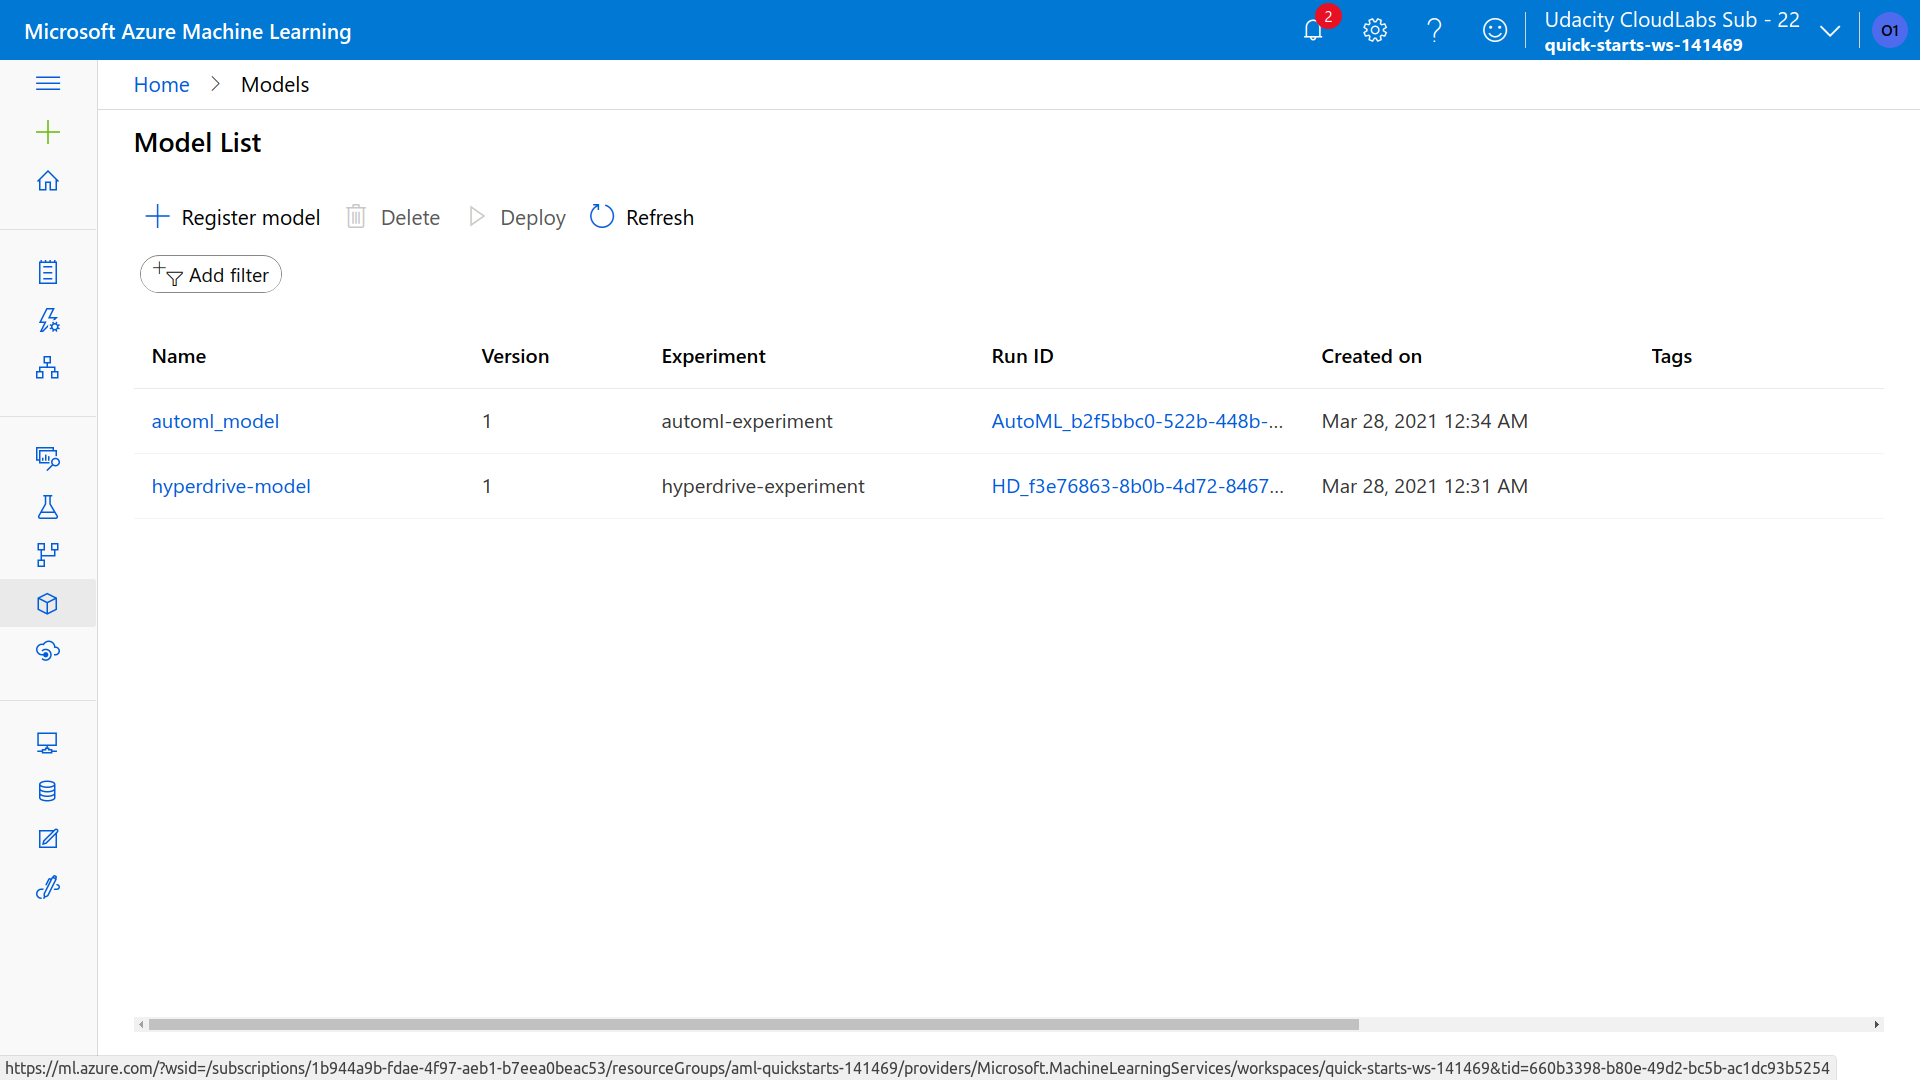 Microsoft Azure Machine Learning
2
Udacity CloudLabs Sub - 22
quick-starts-ws-141469
O1
Home > Models
Model List
Register model Delete Deploy Refresh
Add filter
Name Version Experiment Run ID Created on Tags
automl_model 1 automl-experiment AutoML_b2f5bbc0-522b-448b-... Mar 28, 2021 12:34 AM
hyperdrive-model 1 hyperdrive-experiment HD_f3e76863-8b0b-4d72-8467... Mar 28, 2021 12:31 AM
https://ml.azure.com/?wsid=/subscriptions/1b944a9b-fdae-4f97-aeb1-b7eea0beac53/resourceGroups/aml-quickstarts-141469/providers/Microsoft.MachineLearningServices/workspaces/quick-starts-ws-141469&tid=660b3398-b80e-49d2-bc5b-ac1dc93b5254